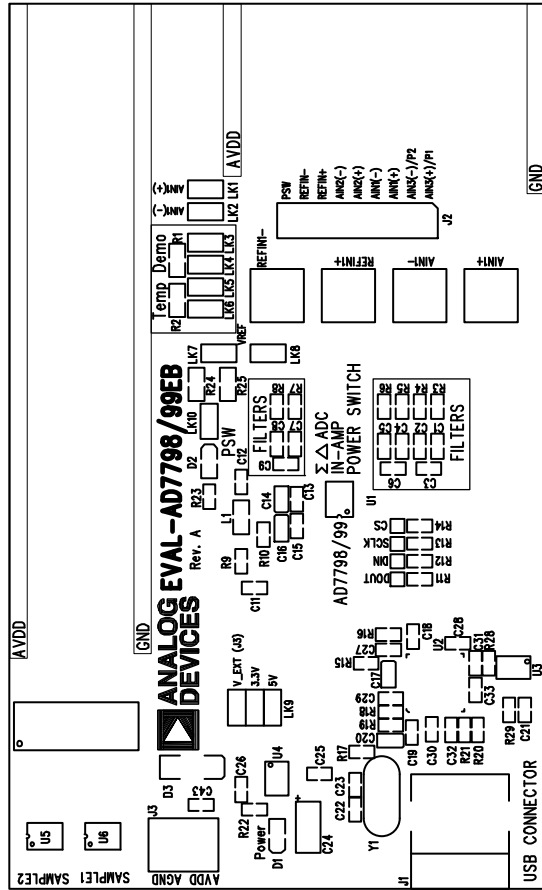 AVDD
GND
AVDD
GND
ANALOG
DEVICES
EVAL-AD7798/99EB
Rev. A
SAMPLE2
SAMPLE1
U5
U6
AVDD AGND
J3
D3
C43
V_EXT (J3)
3.3V
5V
LK9
Power
D1
R22
C26
U4
C24
C25
R23
D2
LK10
R24
R25
PSW
LK7
VREF
LK8
Temp Demo
R2
R1
LK6
LK5
LK4
LK3
LK2
LK1
AIN1(-)
AIN1(+)
C12
L1
R9
R10
C11
C14
C13
C16
C15
FILTERS
R8
R7
C8
C7
C9
Σ△ADC
IN-AMP
POWER SWITCH
AD7798/99
U1
REFIN1-
REFIN1+
AIN1-
AIN1+
PSW
REFIN-
REFIN+
AIN2(-)
AIN2(+)
AIN1(-)
AIN1(+)
AIN3(-)/P2
AIN3(+)/P1
J2
R6
R5
R4
R3
C5
C4
C2
C1
C6
C3
FILTERS
CS
SCLK
DIN
DOUT
R14
R13
R12
R11
R16
C27
R15
C17
C18
U2
C28
C31
R28
C33
U3
C29
R18
R19
C20
R17
C19
C30
C32
R21
R20
R29
C21
C23
C22
Y1
J1
USB CONNECTOR